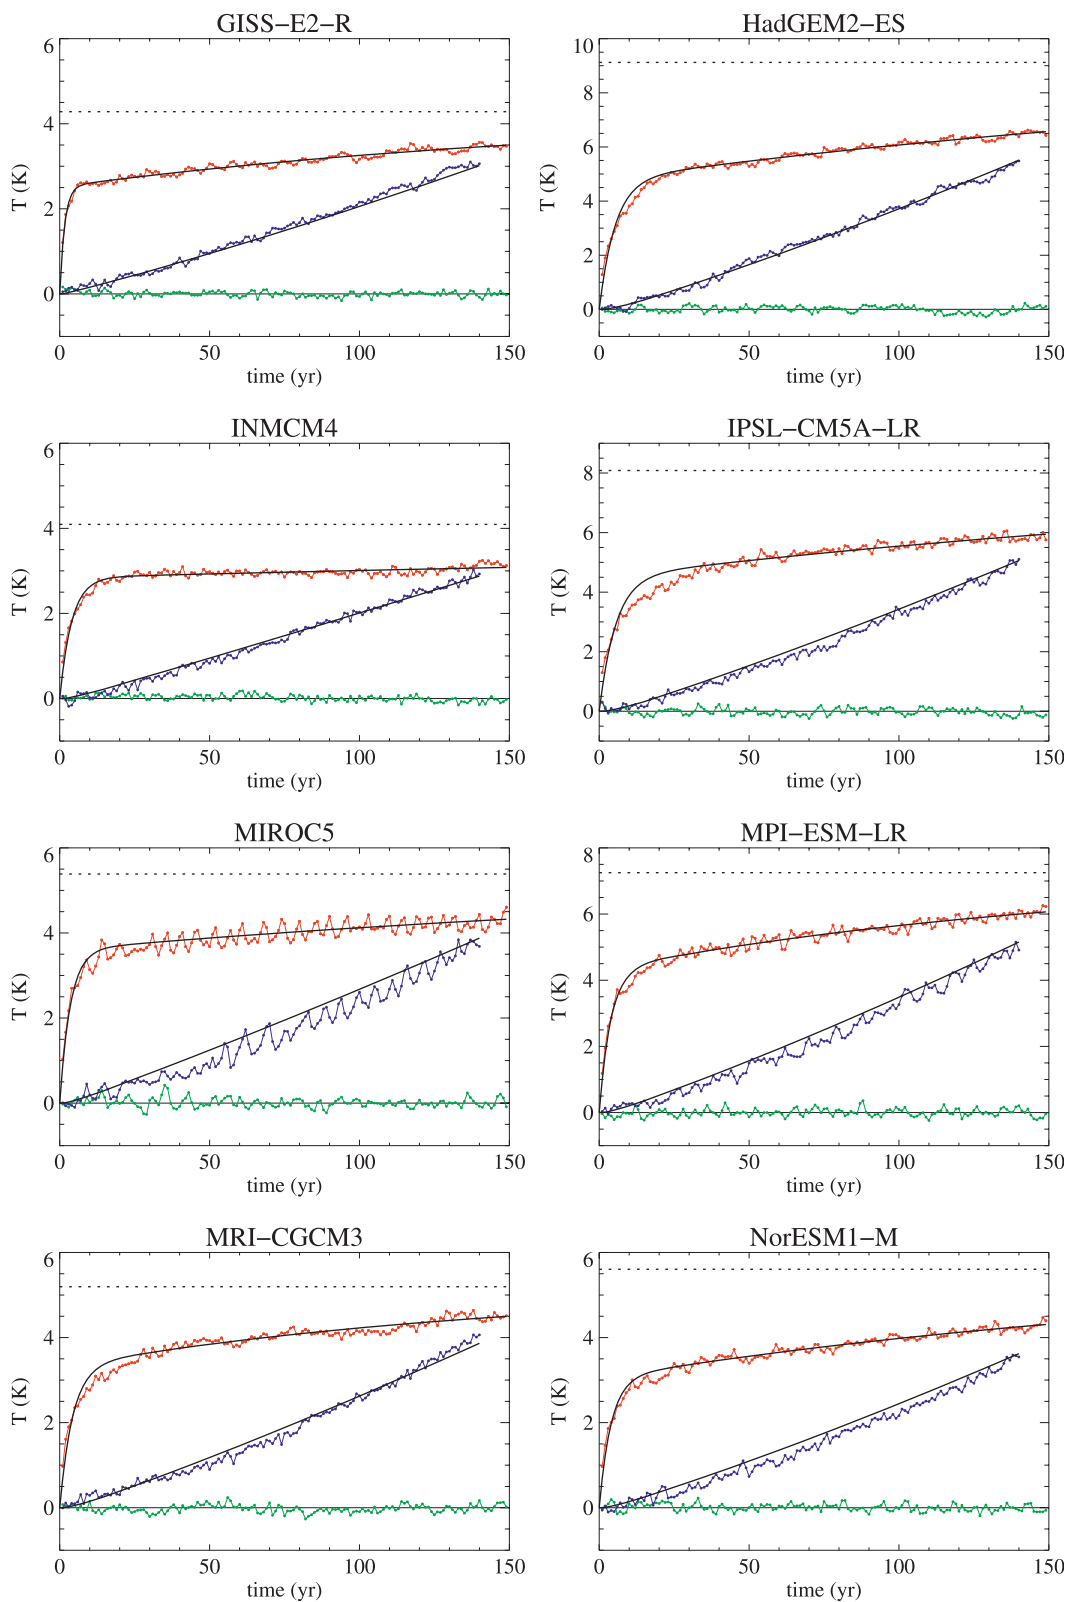 GISS−E2−R
6
4
2
0
T (K)
0 50 100 150
time (yr)
HadGEM2−ES
10
8
6
4
2
0
T (K)
0 50 100 150
time (yr)
INMCM4
6
4
2
0
T (K)
0 50 100 150
time (yr)
IPSL−CM5A−LR
8
6
4
2
0
T (K)
0 50 100 150
time (yr)
MIROC5
6
4
2
0
T (K)
0 50 100 150
time (yr)
MPI−ESM−LR
8
6
4
2
0
T (K)
0 50 100 150
time (yr)
MRI−CGCM3
6
4
2
0
T (K)
0 50 100 150
time (yr)
NorESM1−M
6
4
2
0
T (K)
0 50 100 150
time (yr)